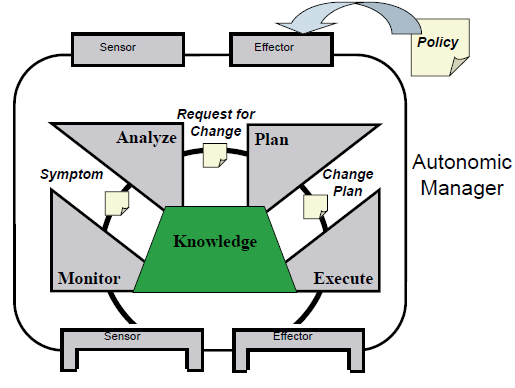 Sensor
Effector
Policy
Request for
Change
Analyze
Plan
Symptom
Change
Plan
Autonomic
Manager
Knowledge
Monitor
Execute
Sensor
Effector